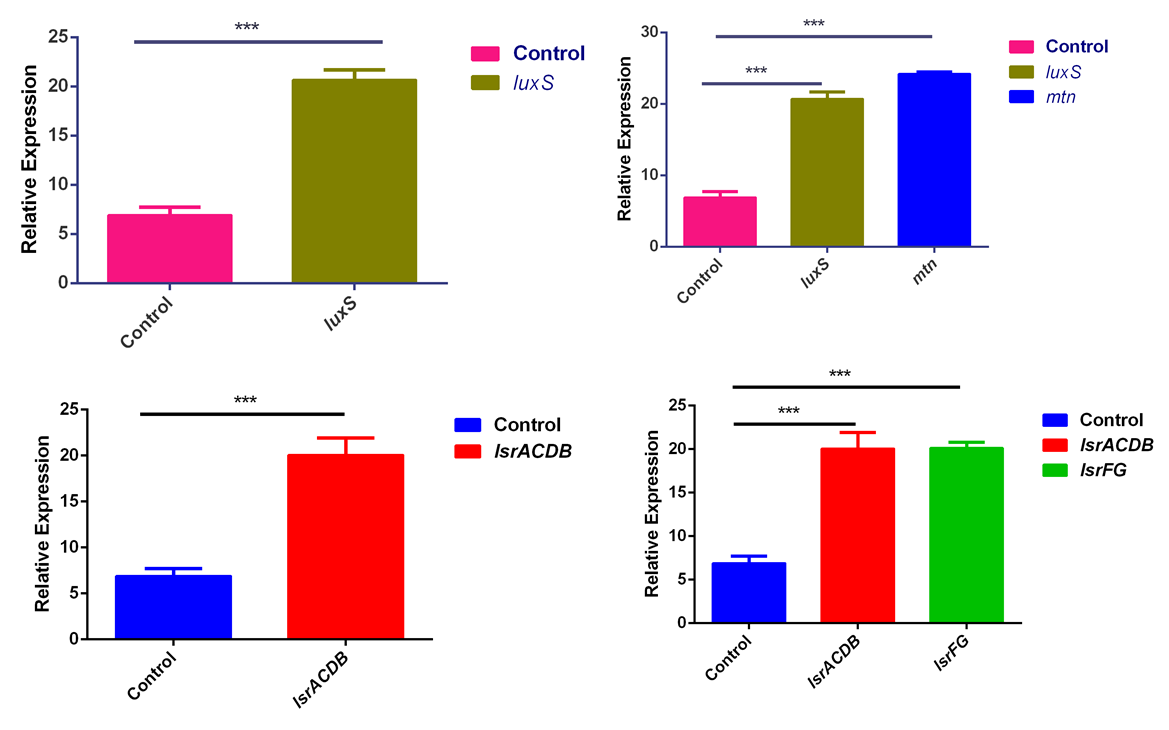 ***
25
20
15
10
5
0
Relative Expression
Control
luxS
Control
luxS
***
***
30
20
10
0
Relative Expression
Control
luxS
mtn
Control
luxS
mtn
***
25
20
15
10
5
0
Relative Expression
Control
lsrACDB
Control
lsrACDB
***
***
25
20
15
10
5
0
Relative Expression
Control
lsrACDB
lsrFG
Control
lsrACDB
lsrFG